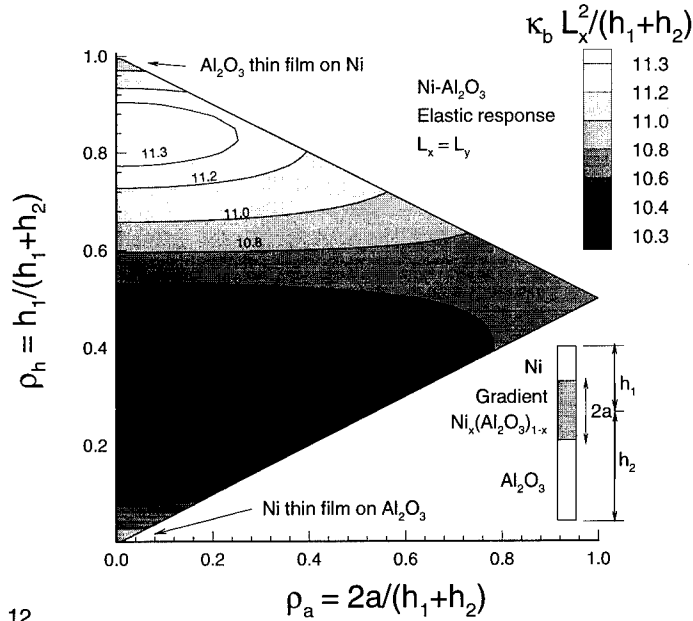 κb Lx²/(h1+h2)
11.3
11.2
11.0
10.8
10.6
10.4
10.3
Al2O3 thin film on Ni
Ni-Al2O3
Elastic response
Lx = Ly
1.0
0.8
0.6
0.4
0.2
11.3
11.2
11.0
10.8
ρh = h1/(h1+h2)
Ni
Gradient
Nix(Al2O3)1-x
Al2O3
h1
2a
h2
Ni thin film on Al2O3
0.0
0.2
0.4
0.6
0.8
1.0
ρa = 2a/(h1+h2)
12